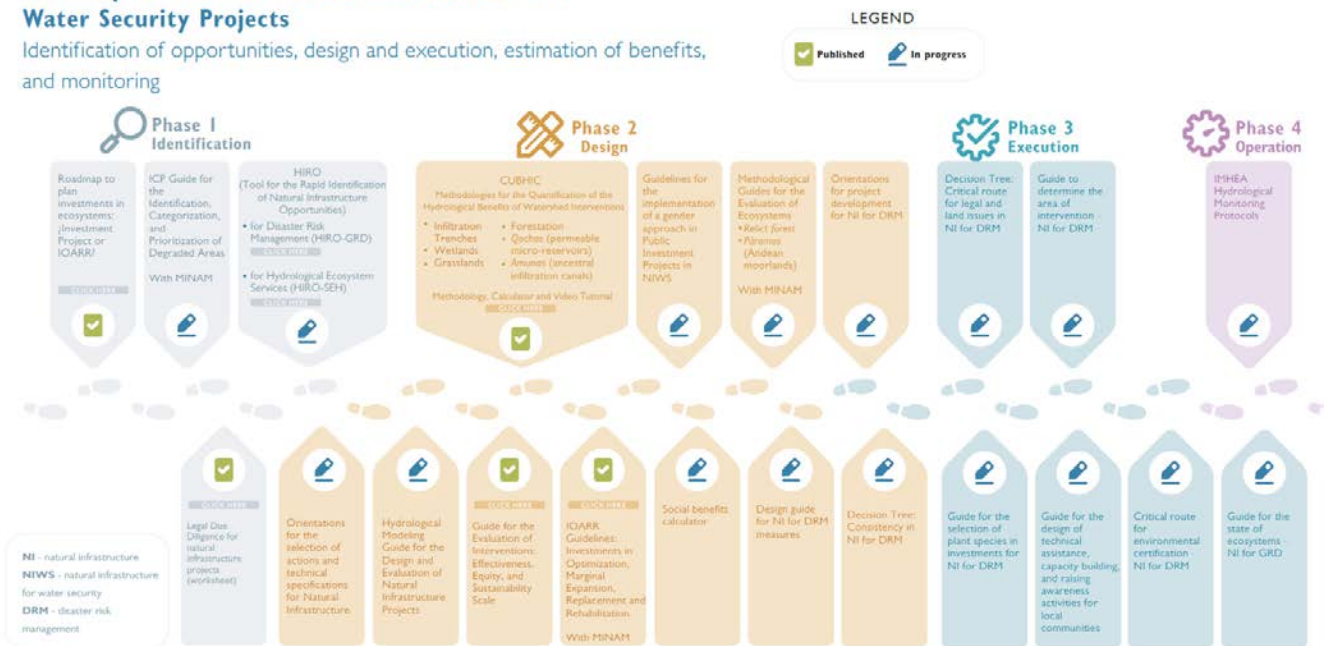 Water Security Projects
Identification of opportunities, design and execution, estimation of benefits,
and monitoring
LEGEND
Published
In progress
Phase 1
Identification
Phase 2
Design
Phase 3
Execution
Phase 4
Operation
Roadmap to
plan
investments in
ecosystems:
¿Investment
Project or
IOARR?
CLICK HERE
ICP Guide for
the
Identification,
Categorization,
and
Prioritization of
Degraded Areas
With MINAM
HIRO
(Tool for the Rapid Identification
of Natural Infrastructure
Opportunities)
• for Disaster Risk
Management (HIRO-GRD)
CLICK HERE
• for Hydrological Ecosystem
Services (HIRO-SEH)
CLICK HERE
CUBHIC
Methodologies for the Quantification of the
Hydrological Benefits of Watershed Interventions
• Infiltration
Trenches
• Wetlands
• Grasslands
• Forestation
• Qochas (permeable
micro-reservoirs)
• Amunas (ancestral
infiltration canals)
Methodology, Calculator and Video Tutorial
CLICK HERE
Guidelines for
the
implementation
of a gender
approach in
Public
Investment
Projects in
NIWS
Methodological
Guides for the
Evaluation of
Ecosystems
• Relict forest
• Páramos
(Andean
moorlands)
With MINAM
Orientations
for project
development
for NI for DRM
Decision Tree:
Critical route
for legal and
land issues in
NI for DRM
Guide to
determine the
area of
intervention -
NI for DRM
IMHEA
Hydrological
Monitoring
Protocols
CLICK HERE
Legal Due
Diligence for
natural
infrastructure
projects
(worksheet)
Orientations
for the
selection of
actions and
technical
specifications
for Natural
Infrastructure.
Hydrological
Modeling
Guide for the
Design and
Evaluation of
Natural
Infrastructure
Projects
CLICK HERE
Guide for the
Evaluation of
Interventions:
Effectiveness,
Equity, and
Sustainability
Scale
CLICK HERE
IOARR
Guidelines:
Investments in
Optimization,
Marginal
Expansion,
Replacement and
Rehabilitation.
With MINAM
Social benefits
calculator
Design guide
for NI for DRM
measures
Decision Tree:
Consistency in
NI for DRM
Guide for the
selection of
plant species in
investments for
NI for DRM
Guide for the
design of
technical
assistance,
capacity building,
and raising
awareness
activities for
local
communities
Critical route
for
environmental
certification -
NI for DRM
Guide for the
state of
ecosystems -
NI for GRD
NI - natural infrastructure
NIWS - natural infrastructure
for water security
DRM - disaster risk
management